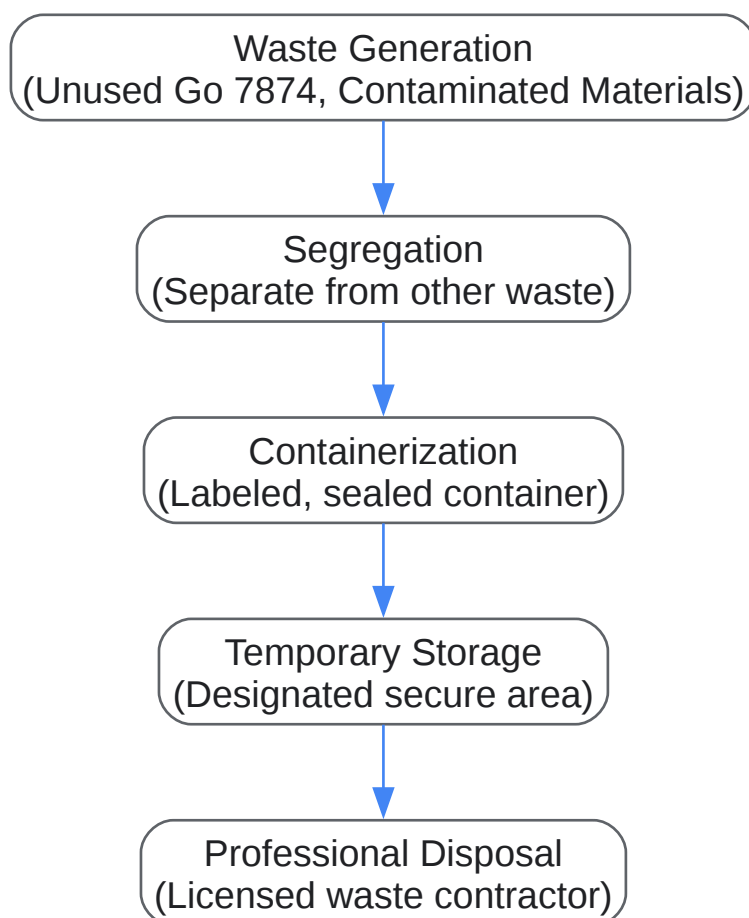 Waste Generation
(Unused Go 7874, Contaminated Materials)
Segregation
(Separate from other waste)
Containerization
(Labeled, sealed container)
Temporary Storage
(Designated secure area)
Professional Disposal
(Licensed waste contractor)